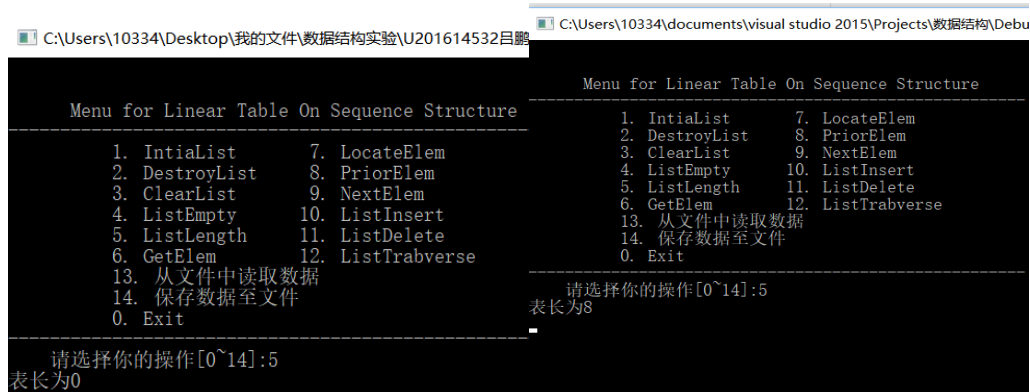 C:\Users\10334\Desktop\我的文件\数据结构实验\U201614532吕鹏
Menu for Linear Table On Sequence Structure
1. IntiaList 7. LocateElem
2. DestroyList 8. PriorElem
3. ClearList 9. NextElem
4. ListEmpty 10. ListInsert
5. ListLength 11. ListDelete
6. GetElem 12. ListTrabverse
13. 从文件中读取数据
14. 保存数据至文件
0. Exit
请选择你的操作[0~14]:5
表长为0
C:\Users\10334\documents\visual studio 2015\Projects\数据结构\Debu
Menu for Linear Table On Sequence Structure
1. IntiaList 7. LocateElem
2. DestroyList 8. PriorElem
3. ClearList 9. NextElem
4. ListEmpty 10. ListInsert
5. ListLength 11. ListDelete
6. GetElem 12. ListTrabverse
13. 从文件中读取数据
14. 保存数据至文件
0. Exit
请选择你的操作[0~14]:5
表长为8